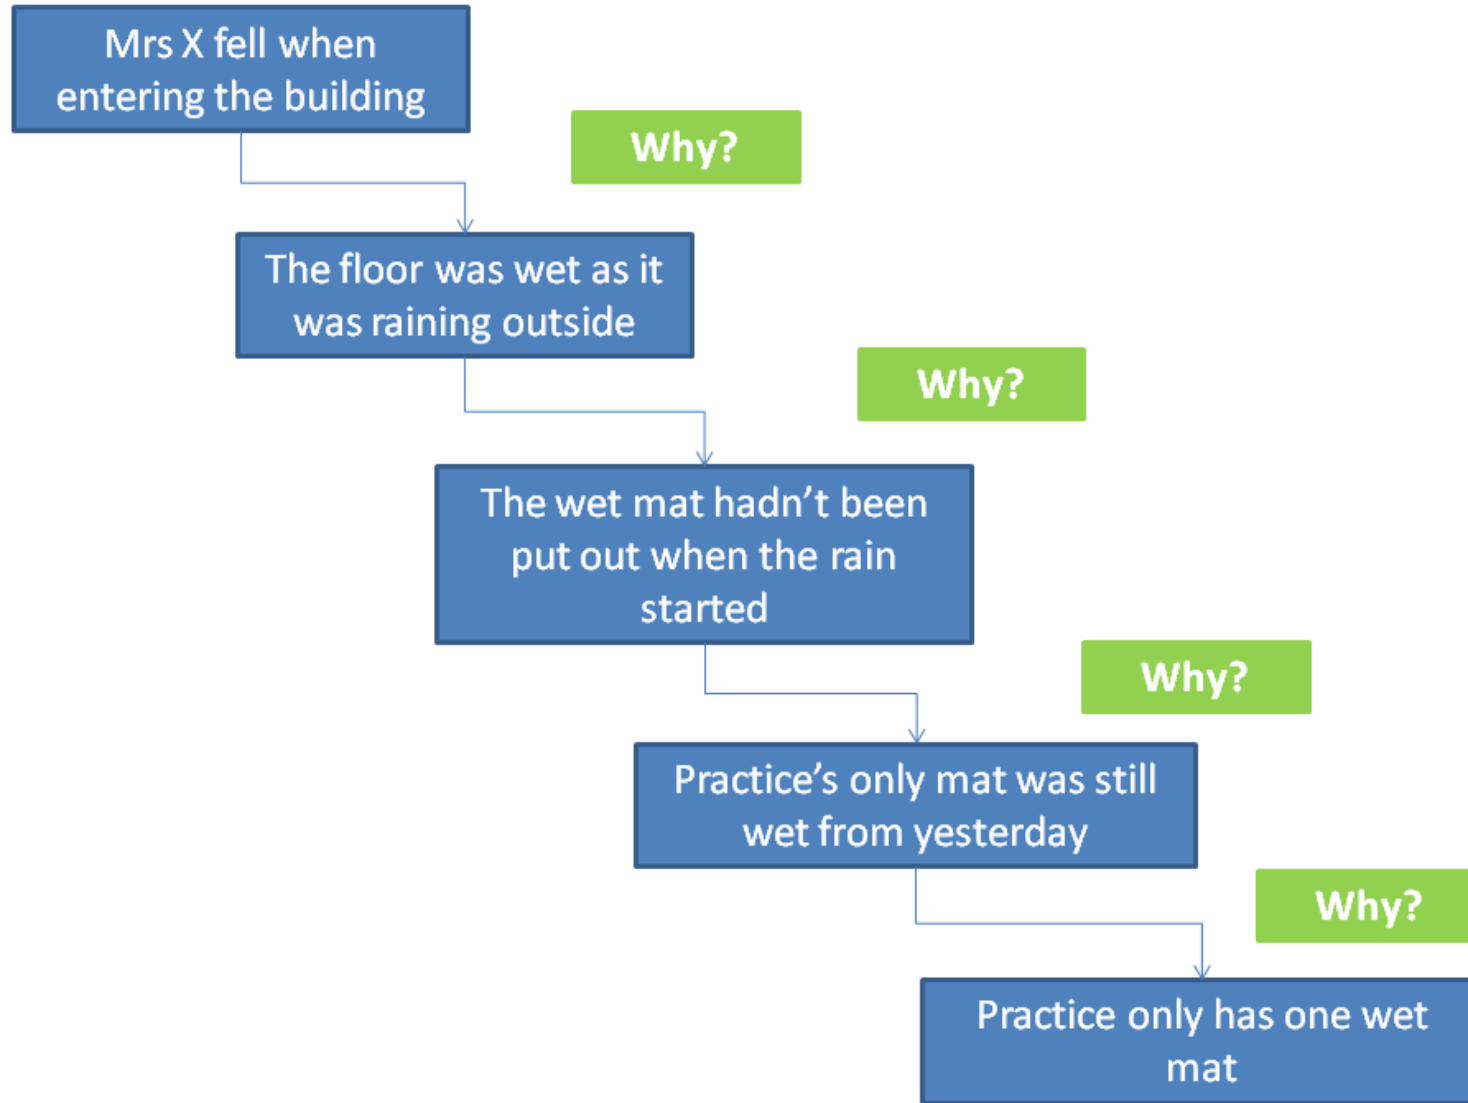 Mrs X fell when
entering the building
Why?
The floor was wet as it
was raining outside
Why?
The wet mat hadn’t been
put out when the rain
started
Why?
Practice’s only mat was still
wet from yesterday
Why?
Practice only has one wet
mat